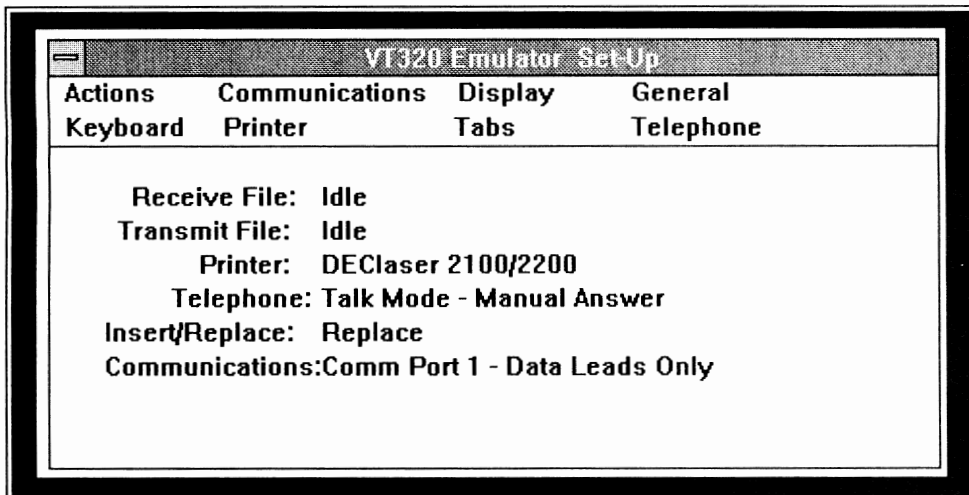 VT320 Emulator Set-Up
Actions Communications Display General
Keyboard Printer Tabs Telephone
Receive File: Idle
Transmit File: Idle
Printer: DEClaser 2100/2200
Telephone: Talk Mode - Manual Answer
Insert/Replace: Replace
Communications:Comm Port 1 - Data Leads Only